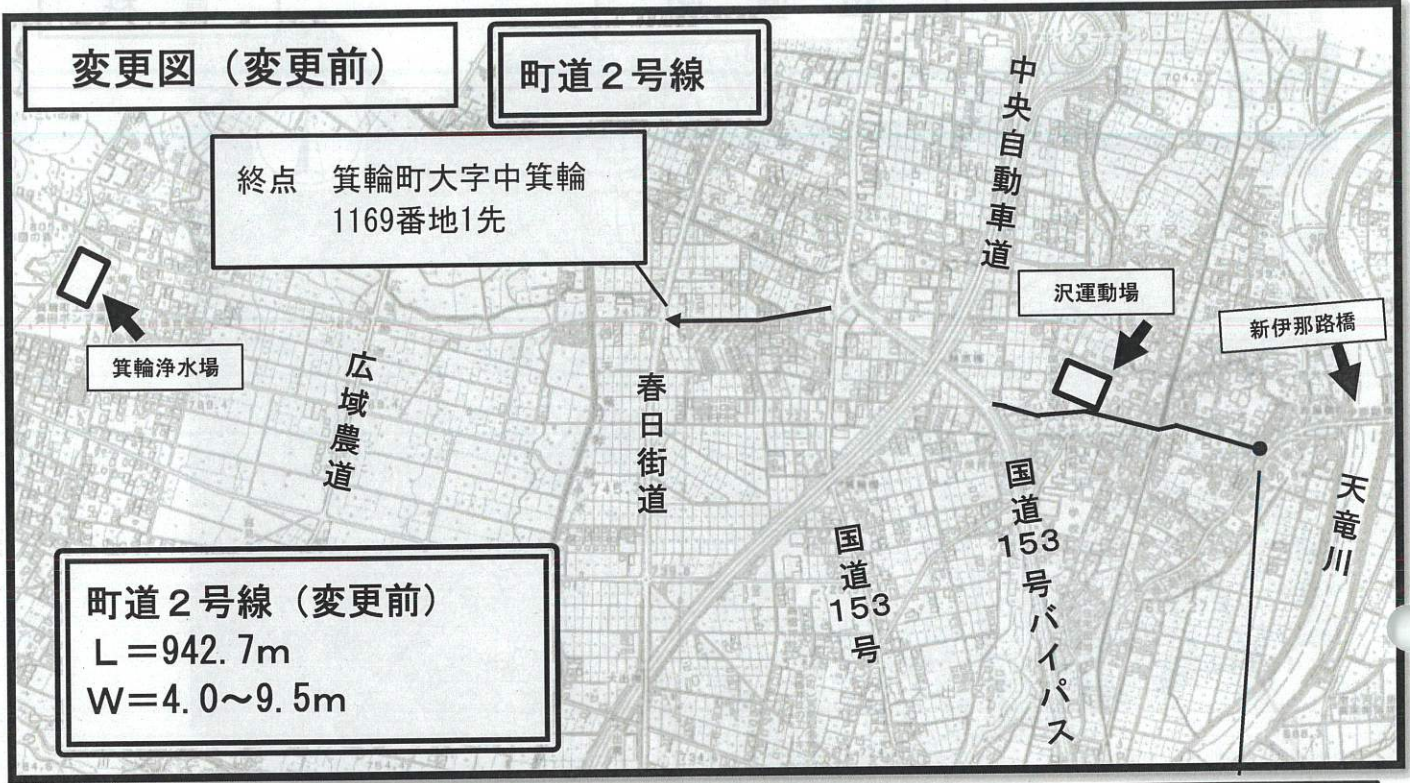 変更図（変更前）
町道２号線
終点　箕輪町大字中箕輪
1169番地1先
中央自動車道
沢運動場
新伊那路橋
箕輪浄水場
広域農道
春日街道
国道153号
国道153号バイパス
天竜川
町道２号線（変更前）
Ｌ＝942.7m
Ｗ＝4.0～9.5m